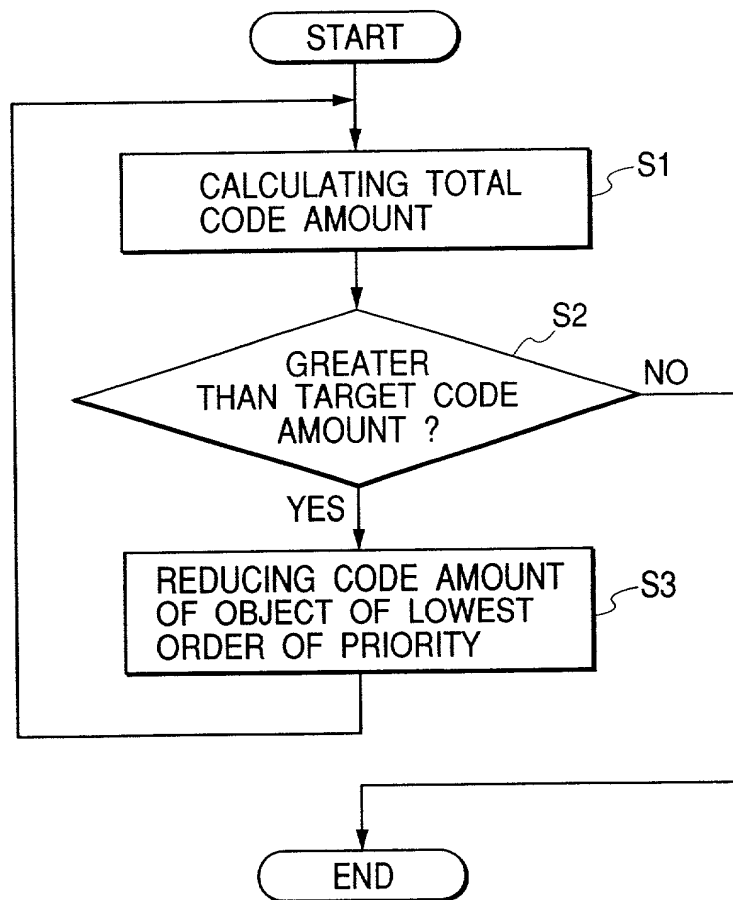 START
CALCULATING TOTAL
CODE AMOUNT
S1
S2
GREATER
THAN TARGET CODE
AMOUNT ?
NO
YES
REDUCING CODE AMOUNT
OF OBJECT OF LOWEST
ORDER OF PRIORITY
S3
END